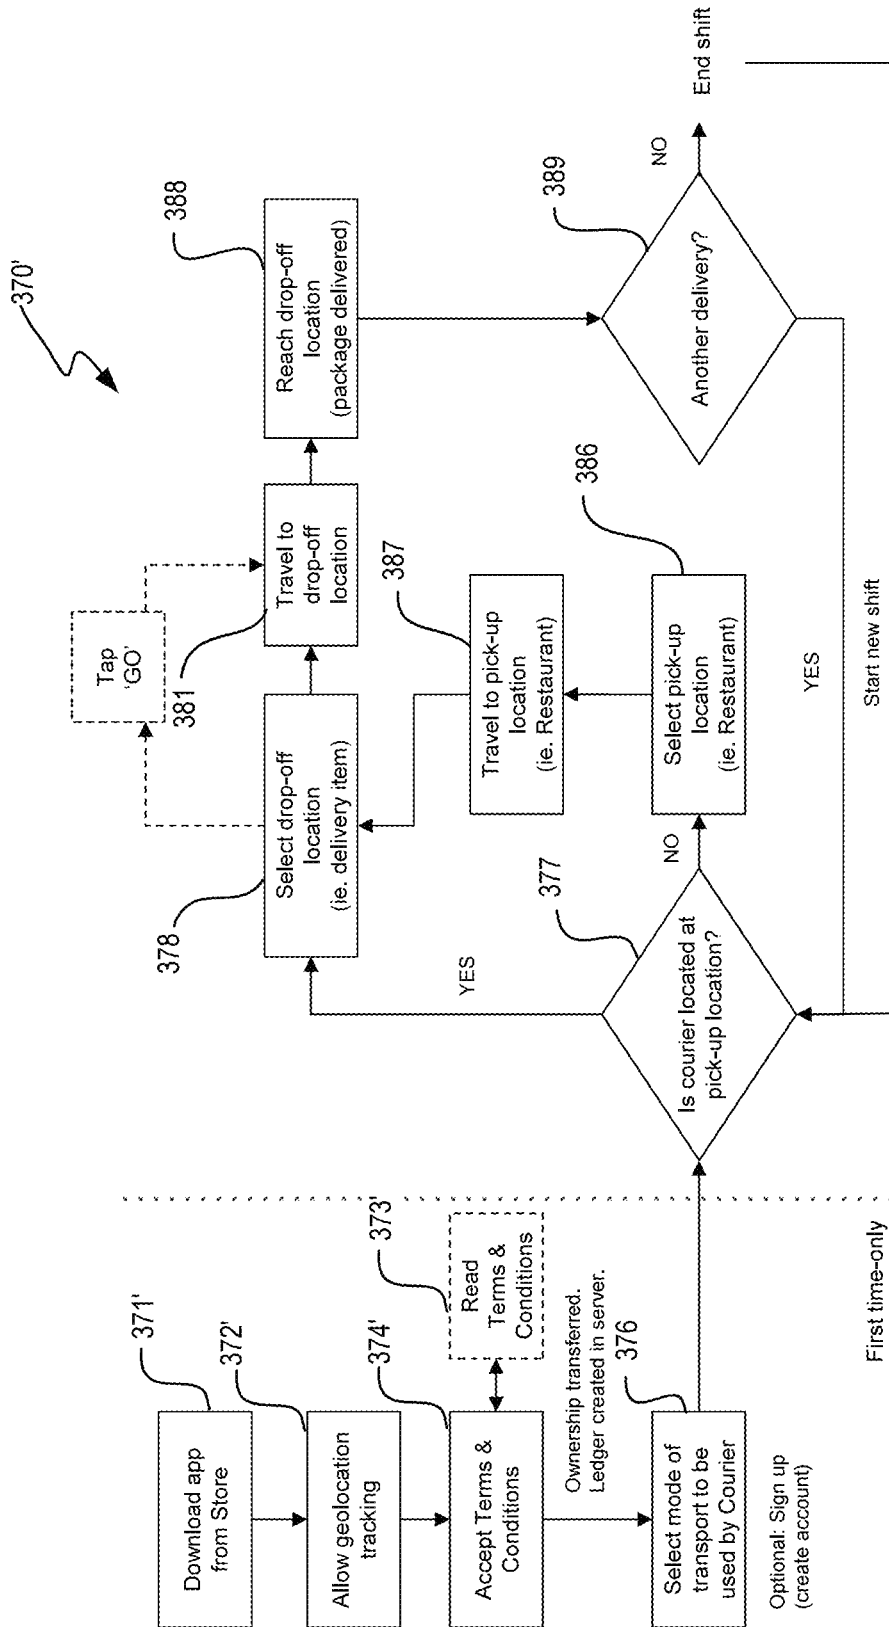 370'
Download app
from Store
371'
Allow geolocation
tracking
372'
Accept Terms &
Conditions
374'
Read
Terms &
Conditions
373'
Ownership transferred.
Ledger created in server.
Select mode of
transport to be
used by Courier
376
Optional: Sign up
(create account)
First time-only
Is courier located at
pick-up location?
377
YES
NO
Select pick-up
location
(ie. Restaurant)
386
Travel to pick-up
location
(ie. Restaurant)
387
Select drop-off
location
(ie. delivery item)
378
Tap
'GO'
Travel to
drop-off
location
381
Reach drop-off
location
(package delivered)
388
Another delivery?
389
YES
NO
End shift
Start new shift